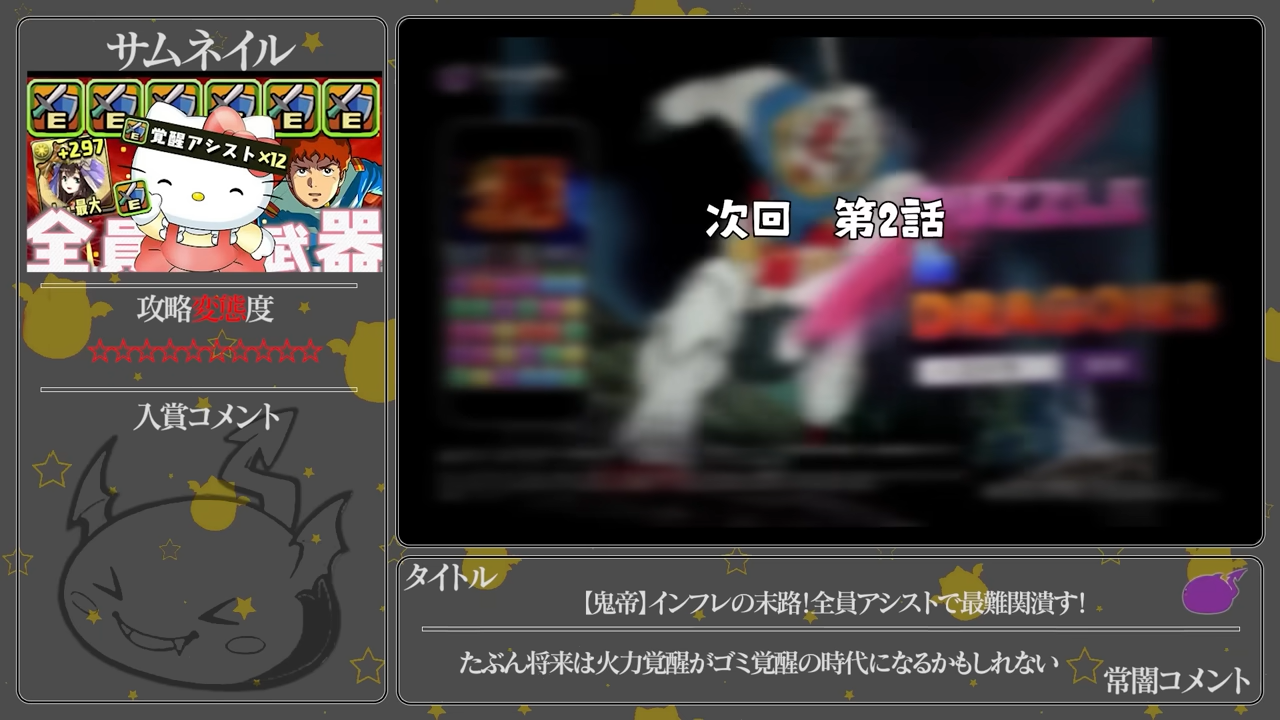 サムネイル
E E E E E E
覚醒アシスト×12
+297
最大
E
全員武器
攻略変態度
☆☆☆☆☆☆☆☆☆☆
入賞コメント
次回 第2話
PUZZLE
DRAGONS
タイトル
【鬼帝】インフレの末路!全員アシストで最難関潰す!
たぶん将来は火力覚醒がゴミ覚醒の時代になるかもしれない
常闇コメント